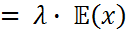 = λ · 𝔼(x)